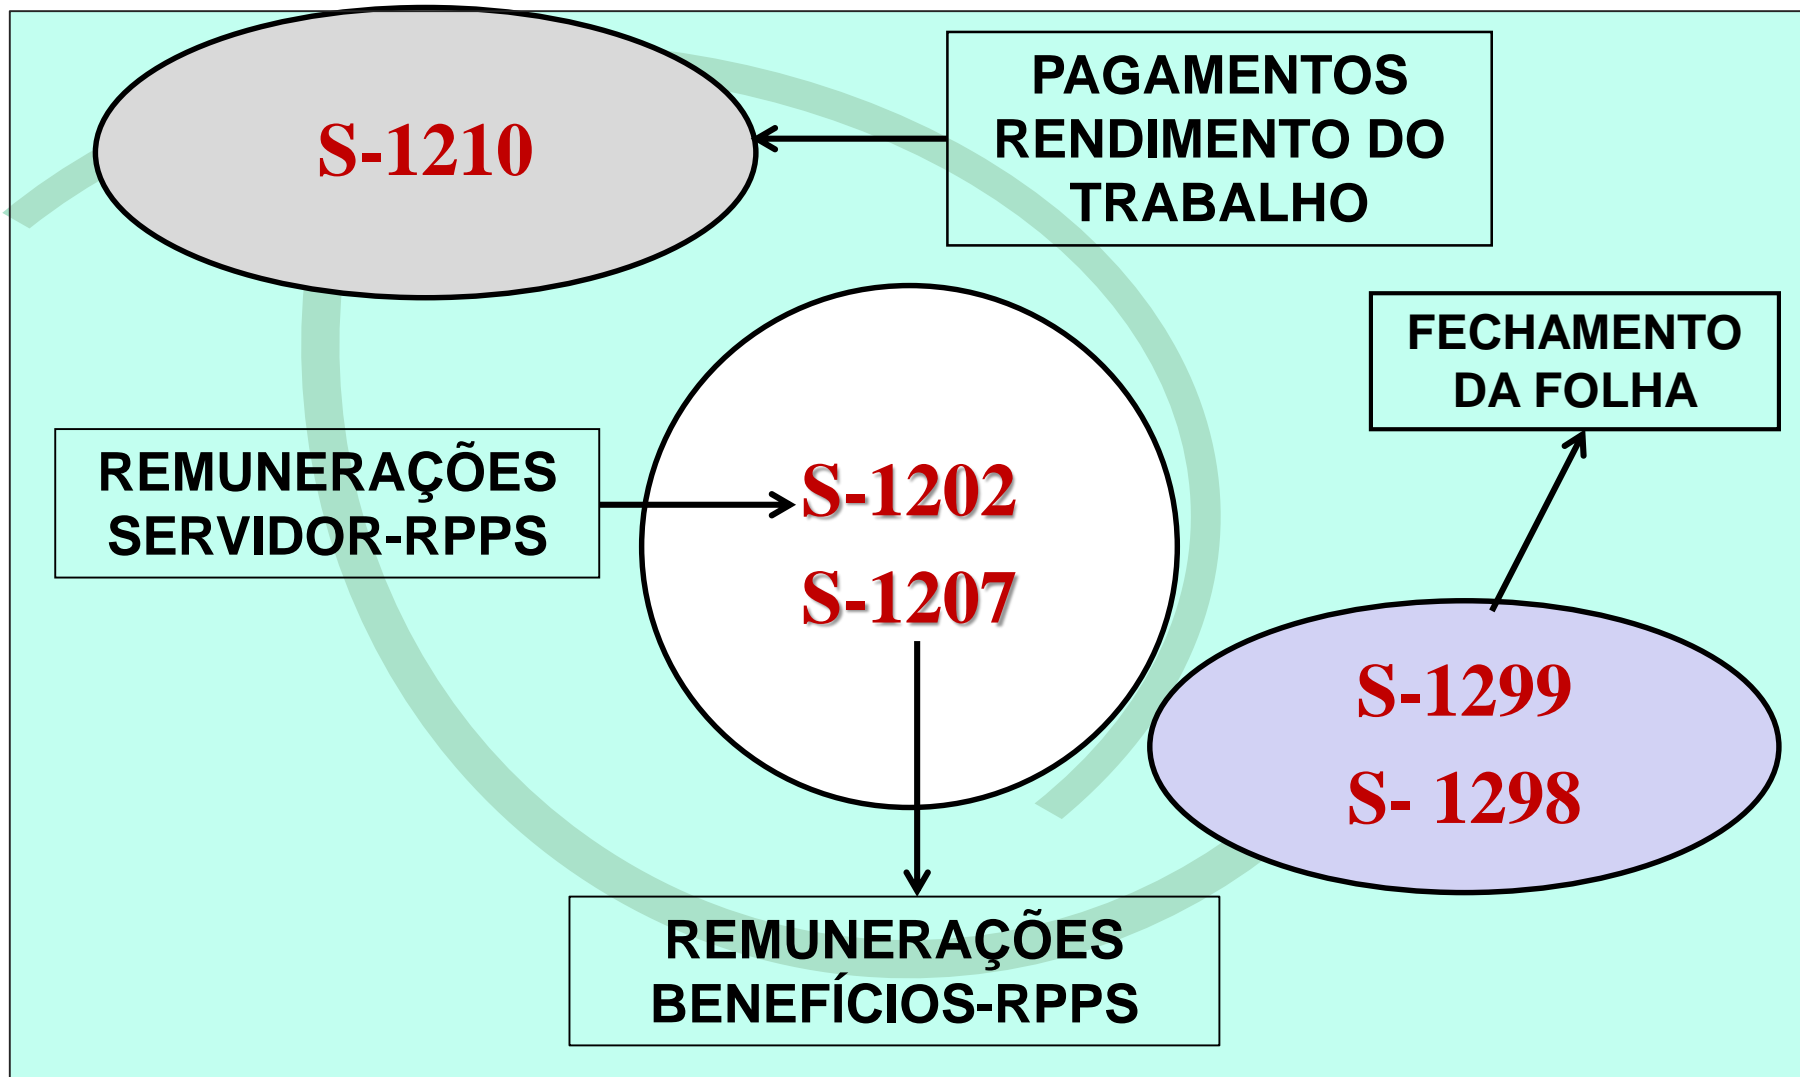 S-1210
PAGAMENTOS
RENDIMENTO DO
TRABALHO
FECHAMENTO
DA FOLHA
REMUNERAÇÕES
SERVIDOR-RPPS
S-1202
S-1207
S-1299
S- 1298
REMUNERAÇÕES
BENEFÍCIOS-RPPS